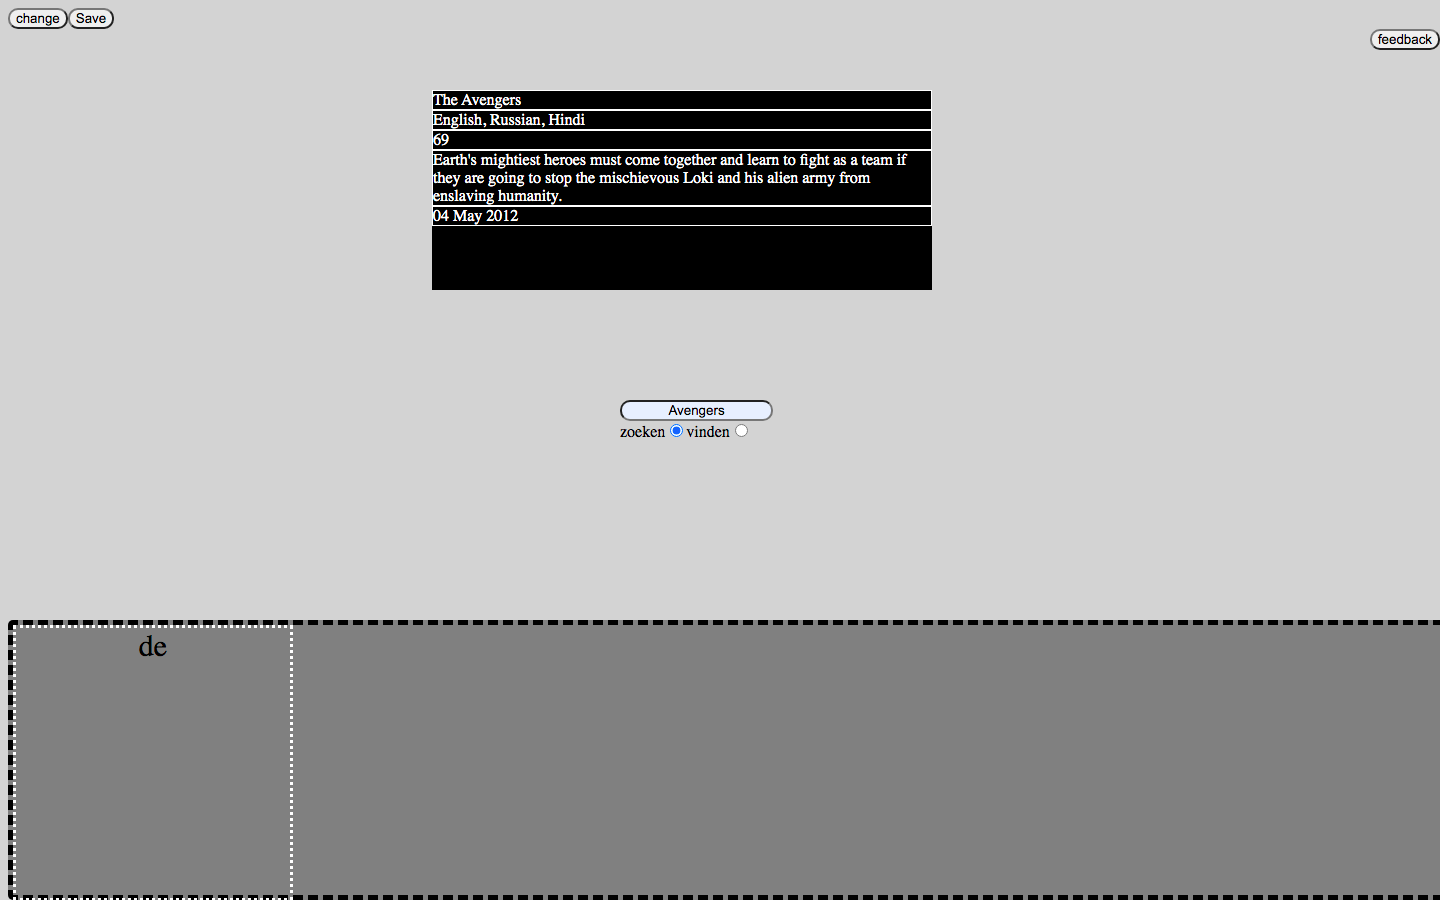 change Save
feedback
The Avengers
English, Russian, Hindi
69
Earth's mightiest heroes must come together and learn to fight as a team if
they are going to stop the mischievous Loki and his alien army from
enslaving humanity.
04 May 2012
Avengers
zoeken vinden
de